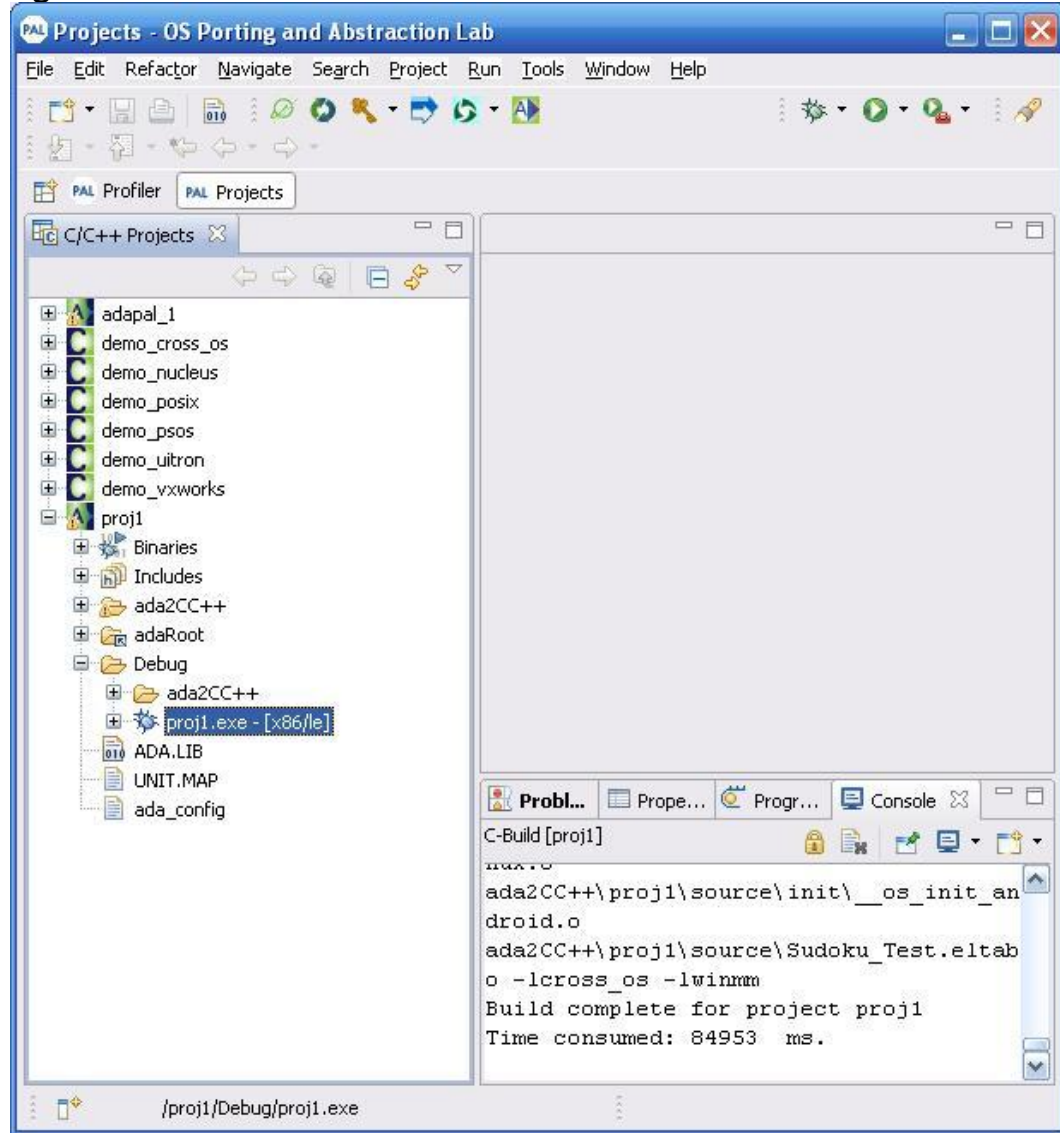 PAL Projects - OS Porting and Abstraction Lab
File Edit Refactor Navigate Search Project Run Tools Window Help
010
PAL Profiler PAL Projects
C/C++ Projects
adapal_1
demo_cross_os
demo_nucleus
demo_posix
demo_psos
demo_uitron
demo_vxworks
proj1
Binaries
Includes
ada2CC++
adaRoot
Debug
ada2CC++
proj1.exe - [x86/le]
ADA.LIB
UNIT.MAP
ada_config
Probl... Prope... Progr... Console
C-Build [proj1]
ada2CC++\proj1\source\init\__os_init_an
droid.o
ada2CC++\proj1\source\Sudoku_Test.eltab
o -lcross_os -lwinmm
Build complete for project proj1
Time consumed: 84953 ms.
/proj1/Debug/proj1.exe